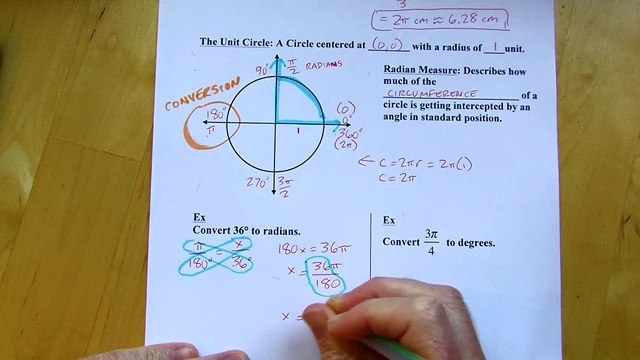 3
= 2π cm ≈ 6.28 cm
The Unit Circle: A Circle centered at (0,0) with a radius of 1 unit.
90° π/2 RADIANS
CONVERSION
180°
π
(0)
0°
360°
(2π)
1
270° 3π/2
Radian Measure: Describes how
much of the
CIRCUMFERENCE of a
circle is getting intercepted by
an angle in standard position.
← C = 2πr = 2π(1)
C = 2π
Ex
Convert 36° to radians.
π/180° = x/36°
180x = 36π
x = 36π/180
x =
Ex
Convert 3π/4 to degrees.